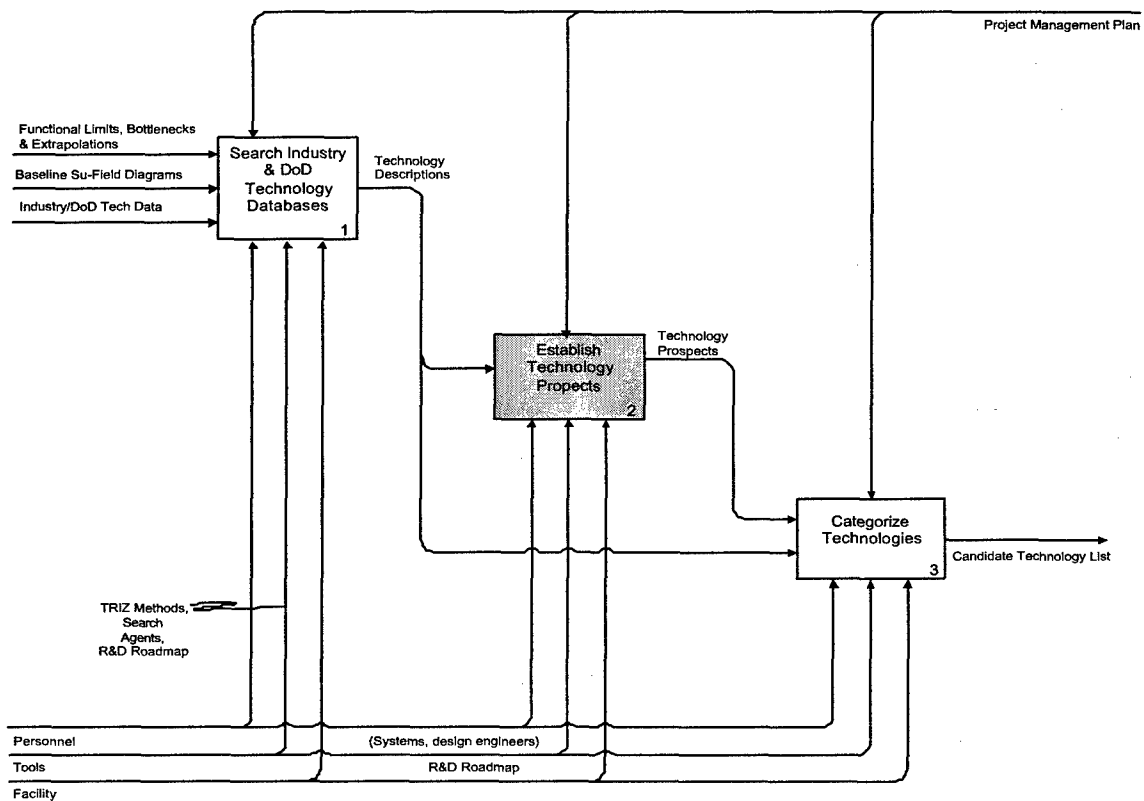 Project Management Plan
Functional Limits, Bottlenecks
& Extrapolations
Baseline Su-Field Diagrams
Industry/DoD Tech Data
Search Industry
& DoD
Technology
Databases
1
Technology
Descriptions
Establish
Technology
Propects
2
Technology
Prospects
Categorize
Technologies
3
Candidate Technology List
TRIZ Methods,
Search
Agents,
R&D Roadmap
Personnel
(Systems, design engineers)
Tools
R&D Roadmap
Facility